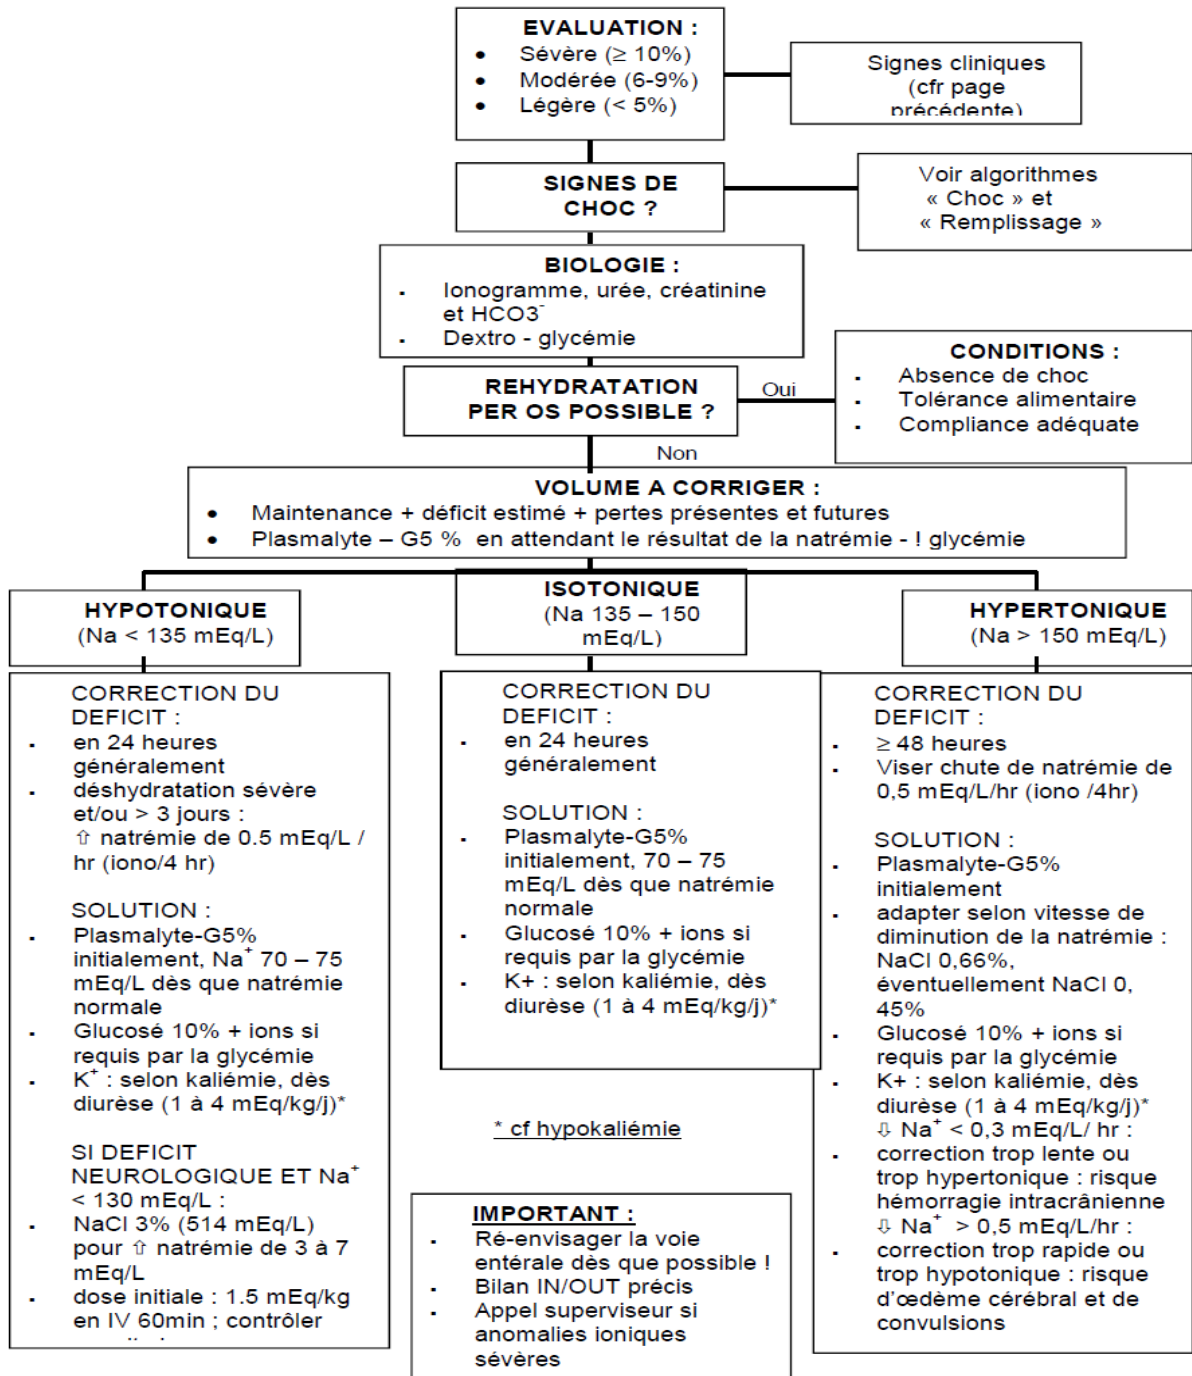 EVALUATION :
• Sévère (≥ 10%)
• Modérée (6-9%)
• Légère (< 5%)
Signes cliniques
(cfr page
précédente)
SIGNES DE
CHOC ?
Voir algorithmes
« Choc » et
« Remplissage »
BIOLOGIE :
▪ Ionogramme, urée, créatinine
et HCO3⁻
▪ Dextro - glycémie
REHYDRATATION
PER OS POSSIBLE ?
Oui
CONDITIONS :
▪ Absence de choc
▪ Tolérance alimentaire
▪ Compliance adéquate
Non
VOLUME A CORRIGER :
• Maintenance + déficit estimé + pertes présentes et futures
• Plasmalyte – G5 % en attendant le résultat de la natrémie - ! glycémie
HYPOTONIQUE
(Na < 135 mEq/L)
ISOTONIQUE
(Na 135 – 150
mEq/L)
HYPERTONIQUE
(Na > 150 mEq/L)
CORRECTION DU
DEFICIT :
▪ en 24 heures
généralement
▪ déshydratation sévère
et/ou > 3 jours :
⇧ natrémie de 0.5 mEq/L /
hr (iono/4 hr)
SOLUTION :
▪ Plasmalyte-G5%
initialement, Na⁺ 70 – 75
mEq/L dès que natrémie
normale
▪ Glucosé 10% + ions si
requis par la glycémie
▪ K⁺ : selon kaliémie, dès
diurèse (1 à 4 mEq/kg/j)*
SI DEFICIT
NEUROLOGIQUE ET Na⁺
< 130 mEq/L :
▪ NaCl 3% (514 mEq/L)
pour ⇧ natrémie de 3 à 7
mEq/L
▪ dose initiale : 1.5 mEq/kg
en IV 60min ; contrôler
CORRECTION DU
DEFICIT :
▪ en 24 heures
généralement
SOLUTION :
▪ Plasmalyte-G5%
initialement, 70 – 75
mEq/L dès que natrémie
normale
▪ Glucosé 10% + ions si
requis par la glycémie
▪ K+ : selon kaliémie, dès
diurèse (1 à 4 mEq/kg/j)*
* cf hypokaliémie
IMPORTANT :
▪ Ré-envisager la voie
entérale dès que possible !
▪ Bilan IN/OUT précis
▪ Appel superviseur si
anomalies ioniques
sévères
CORRECTION DU
DEFICIT :
▪ ≥ 48 heures
▪ Viser chute de natrémie de
0,5 mEq/L/hr (iono /4hr)
SOLUTION :
▪ Plasmalyte-G5%
initialement
▪ adapter selon vitesse de
diminution de la natrémie :
NaCl 0,66%,
éventuellement NaCl 0,
45%
▪ Glucosé 10% + ions si
requis par la glycémie
▪ K+ : selon kaliémie, dès
diurèse (1 à 4 mEq/kg/j)*
⇩ Na⁺ < 0,3 mEq/L/ hr :
▪ correction trop lente ou
trop hypertonique : risque
hémorragie intracrânienne
⇩ Na⁺ > 0,5 mEq/L/hr :
▪ correction trop rapide ou
trop hypotonique : risque
d'œdème cérébral et de
convulsions